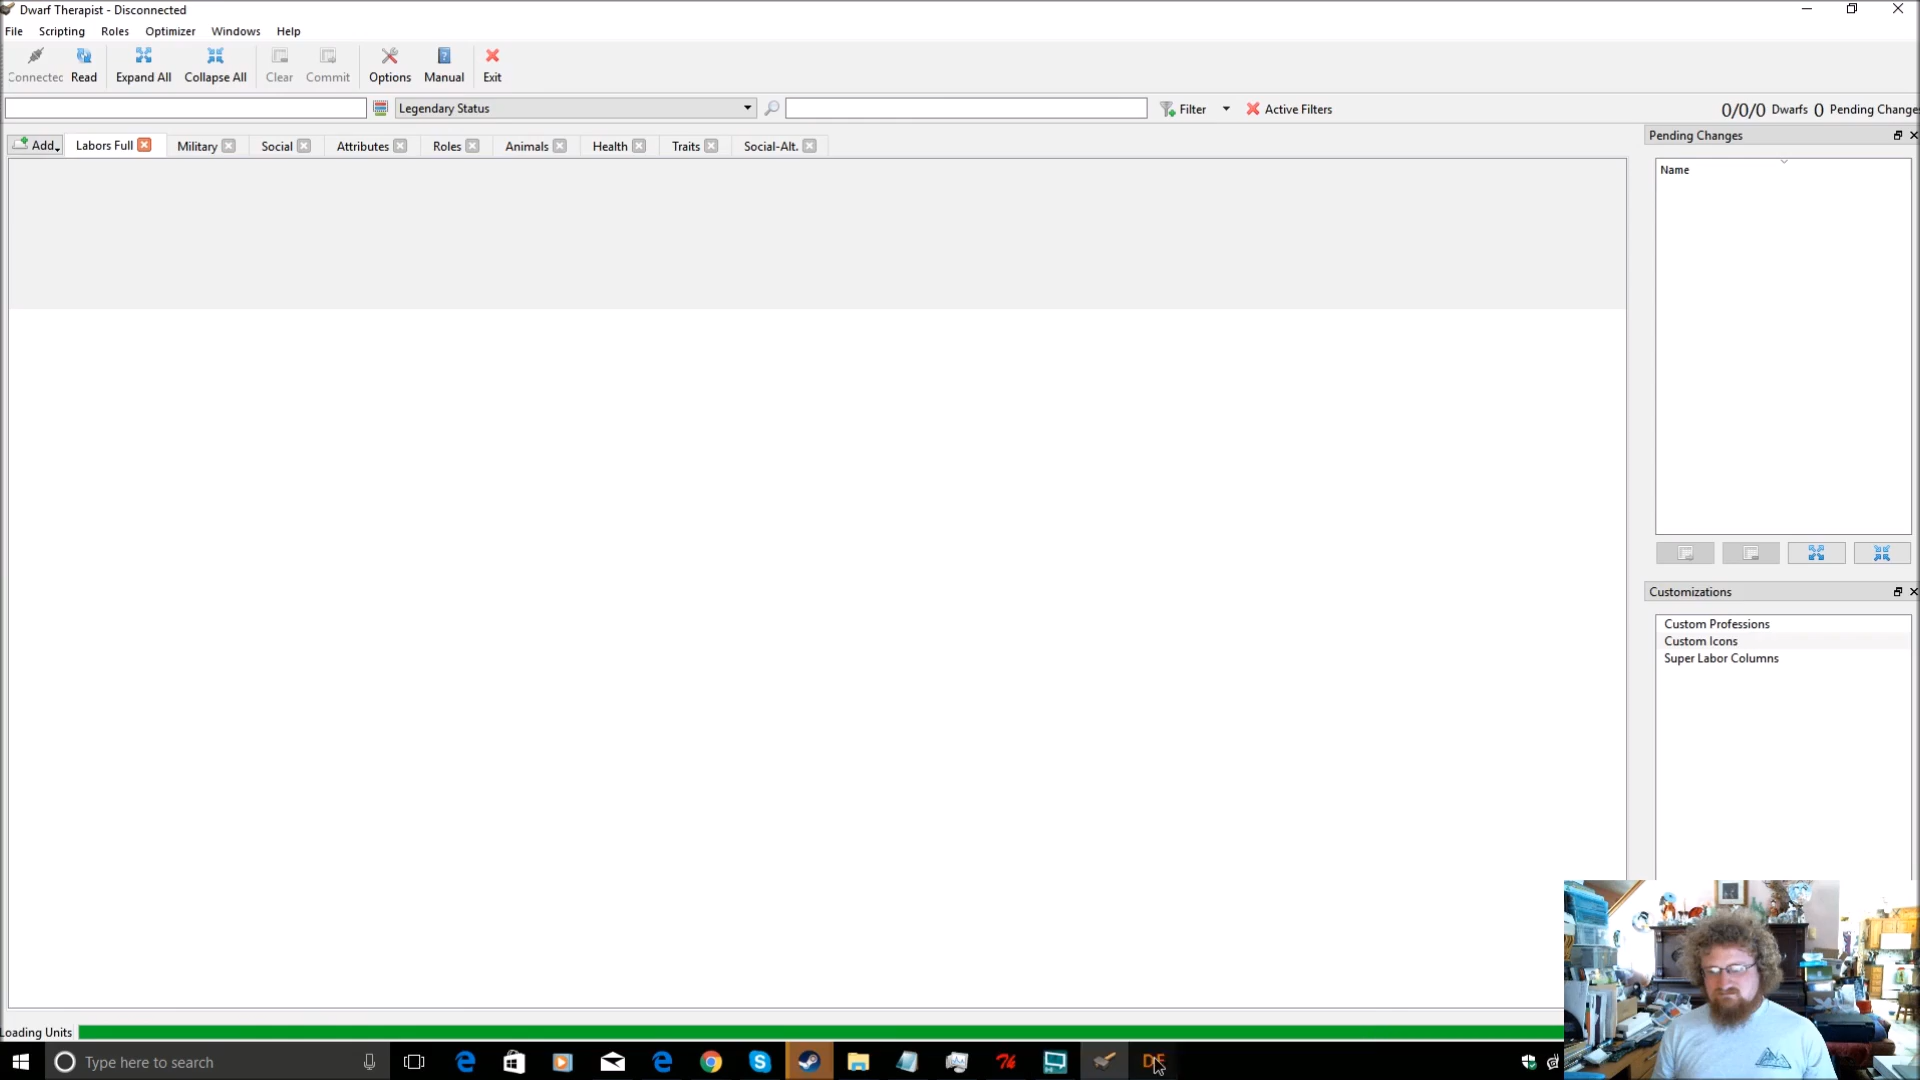 Dwarf Therapist - Disconnected
File Scripting Roles Optimizer Windows Help
Connectec Read Expand All Collapse All Clear Commit Options Manual Exit
Legendary Status Filter Active Filters 0/0/0 Dwarfs 0 Pending Change
Add Labors Full Military Social Attributes Roles Animals Health Traits Social-Alt.
Pending Changes
Name
Customizations
Custom Professions
Custom Icons
Super Labor Columns
Loading Units
Type here to search